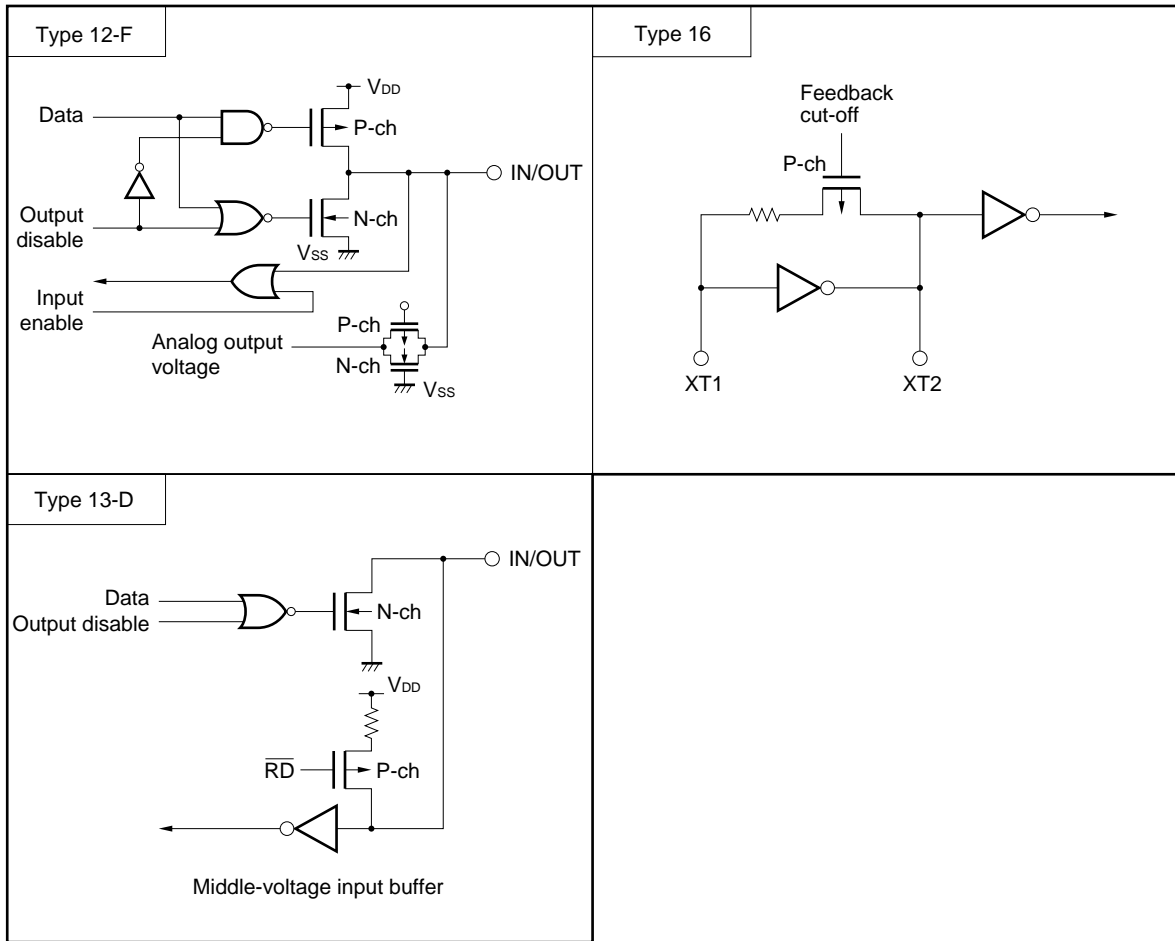 Type 12-F
Data
Output
disable
Input
enable
VDD
P-ch
IN/OUT
N-ch
VSS
P-ch
Analog output
voltage
N-ch
VSS
Type 16
Feedback
cut-off
P-ch
XT1
XT2
Type 13-D
IN/OUT
Data
Output disable
N-ch
VDD
RD
P-ch
Middle-voltage input buffer